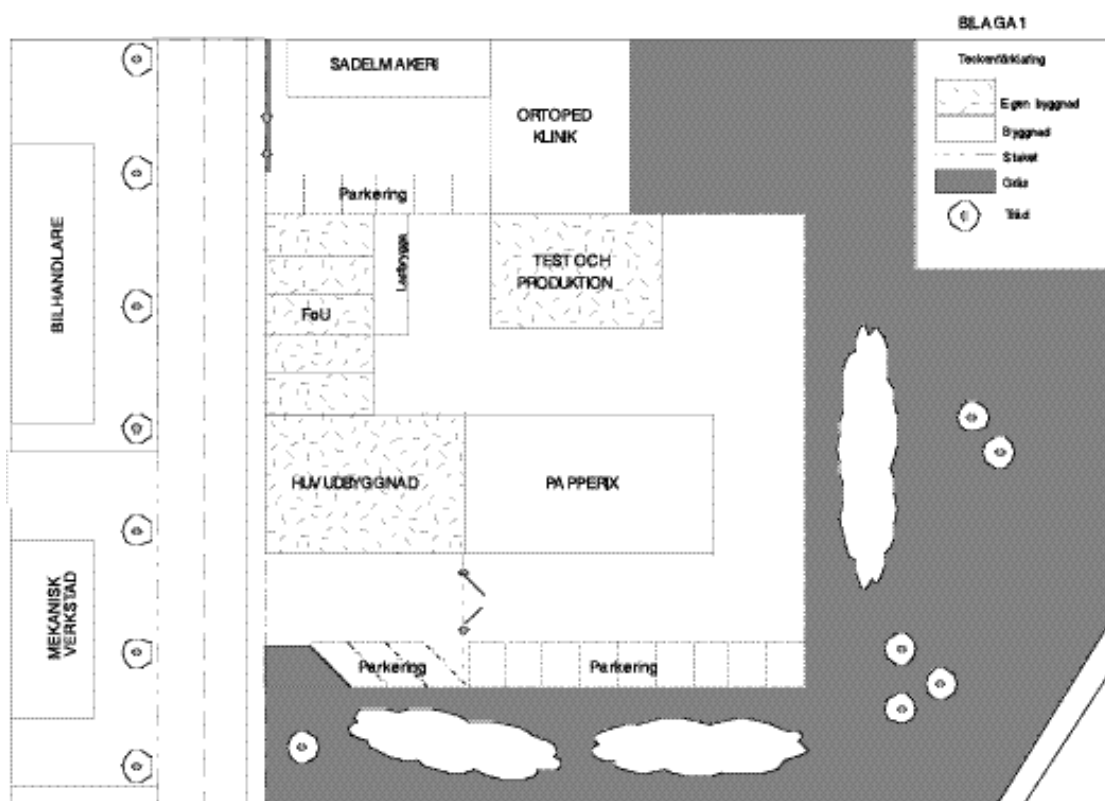 BILAGA 1
Teckenförklaring
Egen byggnad
Byggnad
Staket
Gräs
Träd
SADELMAKERI
ORTOPED
KLINIK
Parkering
BILHANDLARE
Lastbrygga
TEST OCH
PRODUKTION
FoU
HUVUDBYGGNAD
PAPPERIX
MEKANISK
VERKSTAD
Parkering
Parkering